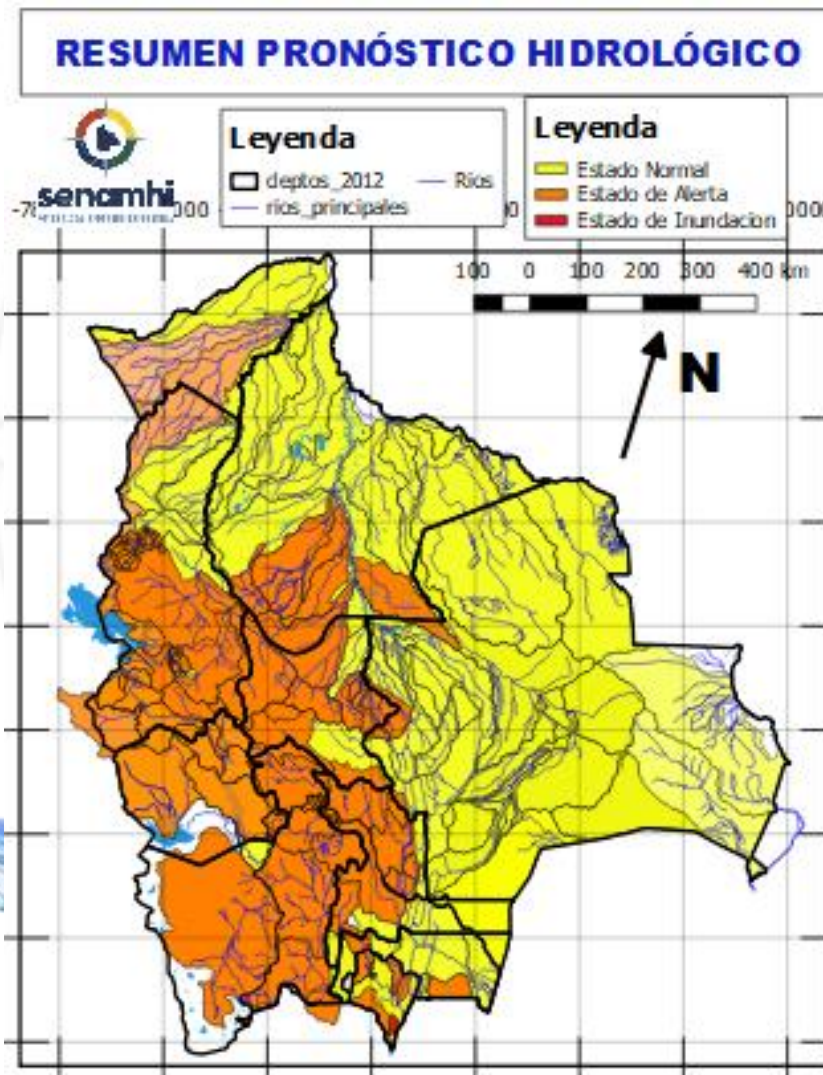 RESUMEN PRONÓSTICO HIDROLÓGICO
senamhi
Leyenda
deptos_2012
Rios
rios_principales
Leyenda
Estado Normal
Estado de Alerta
Estado de Inundacion
100 0 100 200 300 400 km
N